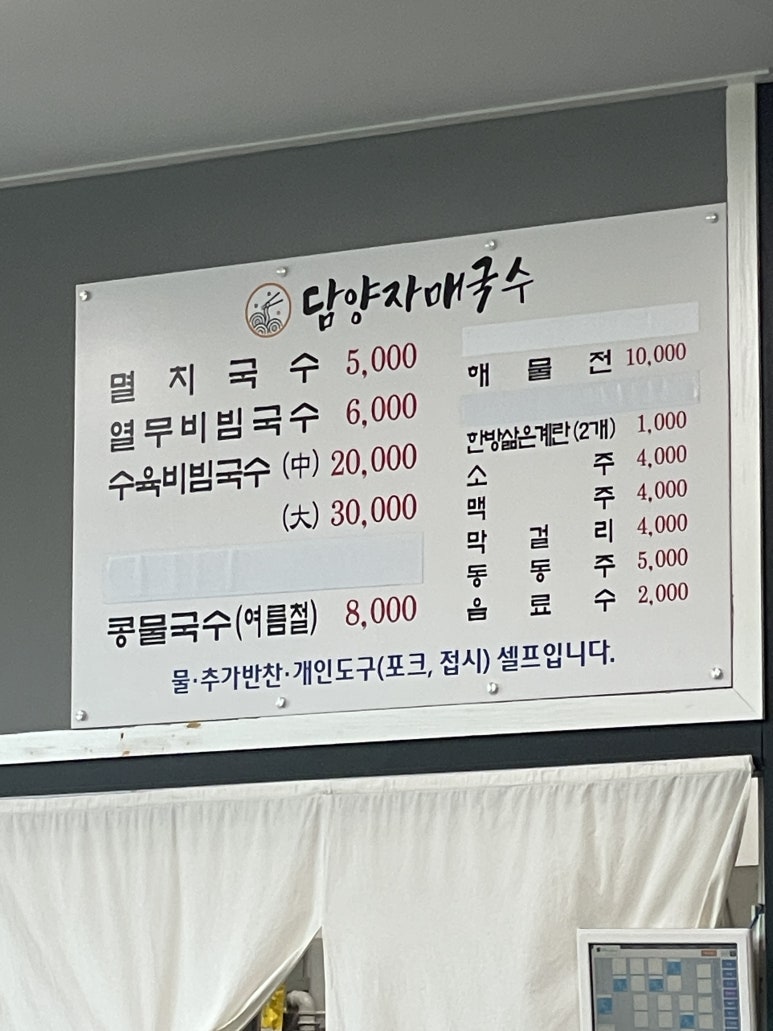 담양자매국수
멸치국수 5,000
열무비빔국수 6,000
수육비빔국수 (中) 20,000
(大) 30,000
콩물국수(여름철) 8,000
해물전 10,000
한방삶은계란(2개) 1,000
소주 4,000
맥주 4,000
막걸리 4,000
동동주 5,000
음료수 2,000
물·추가반찬·개인도구(포크, 접시) 셀프입니다.